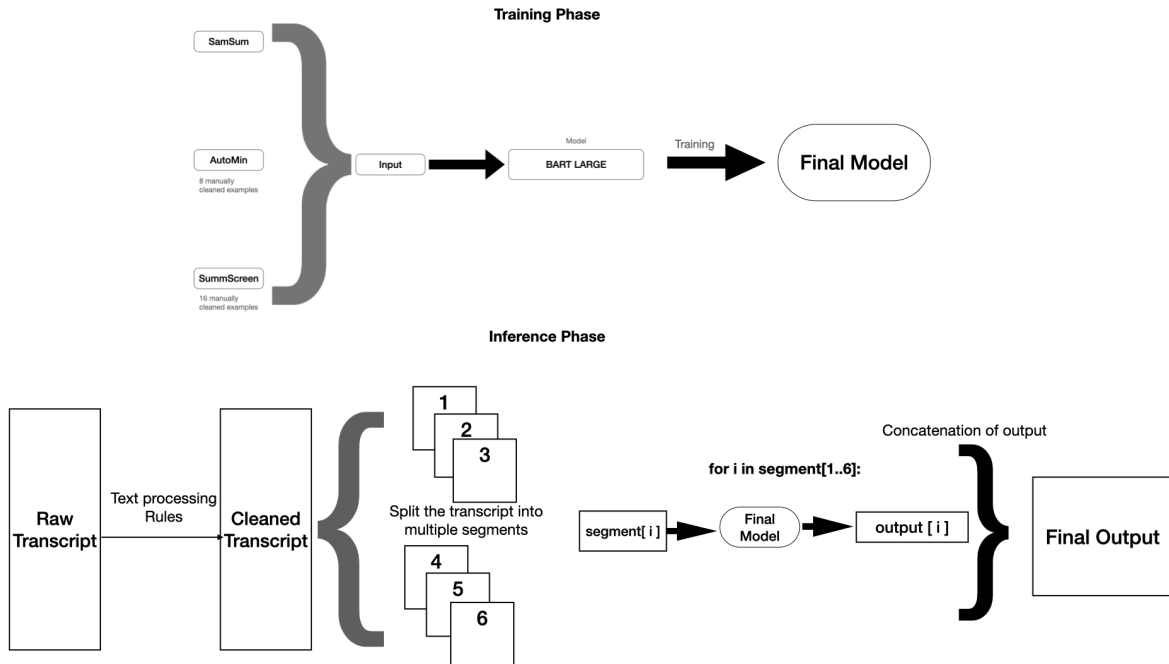 Training Phase
SamSum
AutoMin
8 manually
cleaned examples
SummScreen
16 manually
cleaned examples
Input
Model
BART LARGE
Training
Final Model
Inference Phase
Raw
Transcript
Text processing
Rules
Cleaned
Transcript
1
2
3
Split the transcript into
multiple segments
4
5
6
for i in segment[1..6]:
segment[ i ]
Final
Model
output [ i ]
Concatenation of output
Final Output